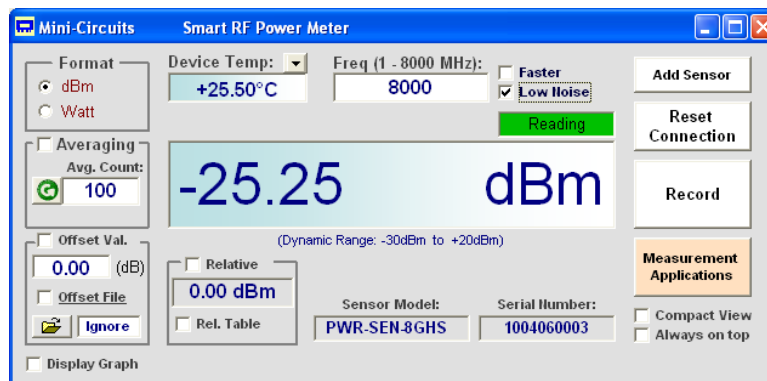 Mini-Circuits Smart RF Power Meter
Format
dBm
Watt
Device Temp:
+25.50°C
Freq (1 - 8000 MHz):
8000
Faster
Low Noise
Reading
Add Sensor
Reset
Connection
Averaging
Avg. Count:
100
-25.25 dBm
Record
(Dynamic Range: -30dBm to +20dBm)
Offset Val.
0.00 (dB)
Offset File
Ignore
Relative
0.00 dBm
Rel. Table
Sensor Model:
PWR-SEN-8GHS
Serial Number:
1004060003
Measurement
Applications
Compact View
Always on top
Display Graph